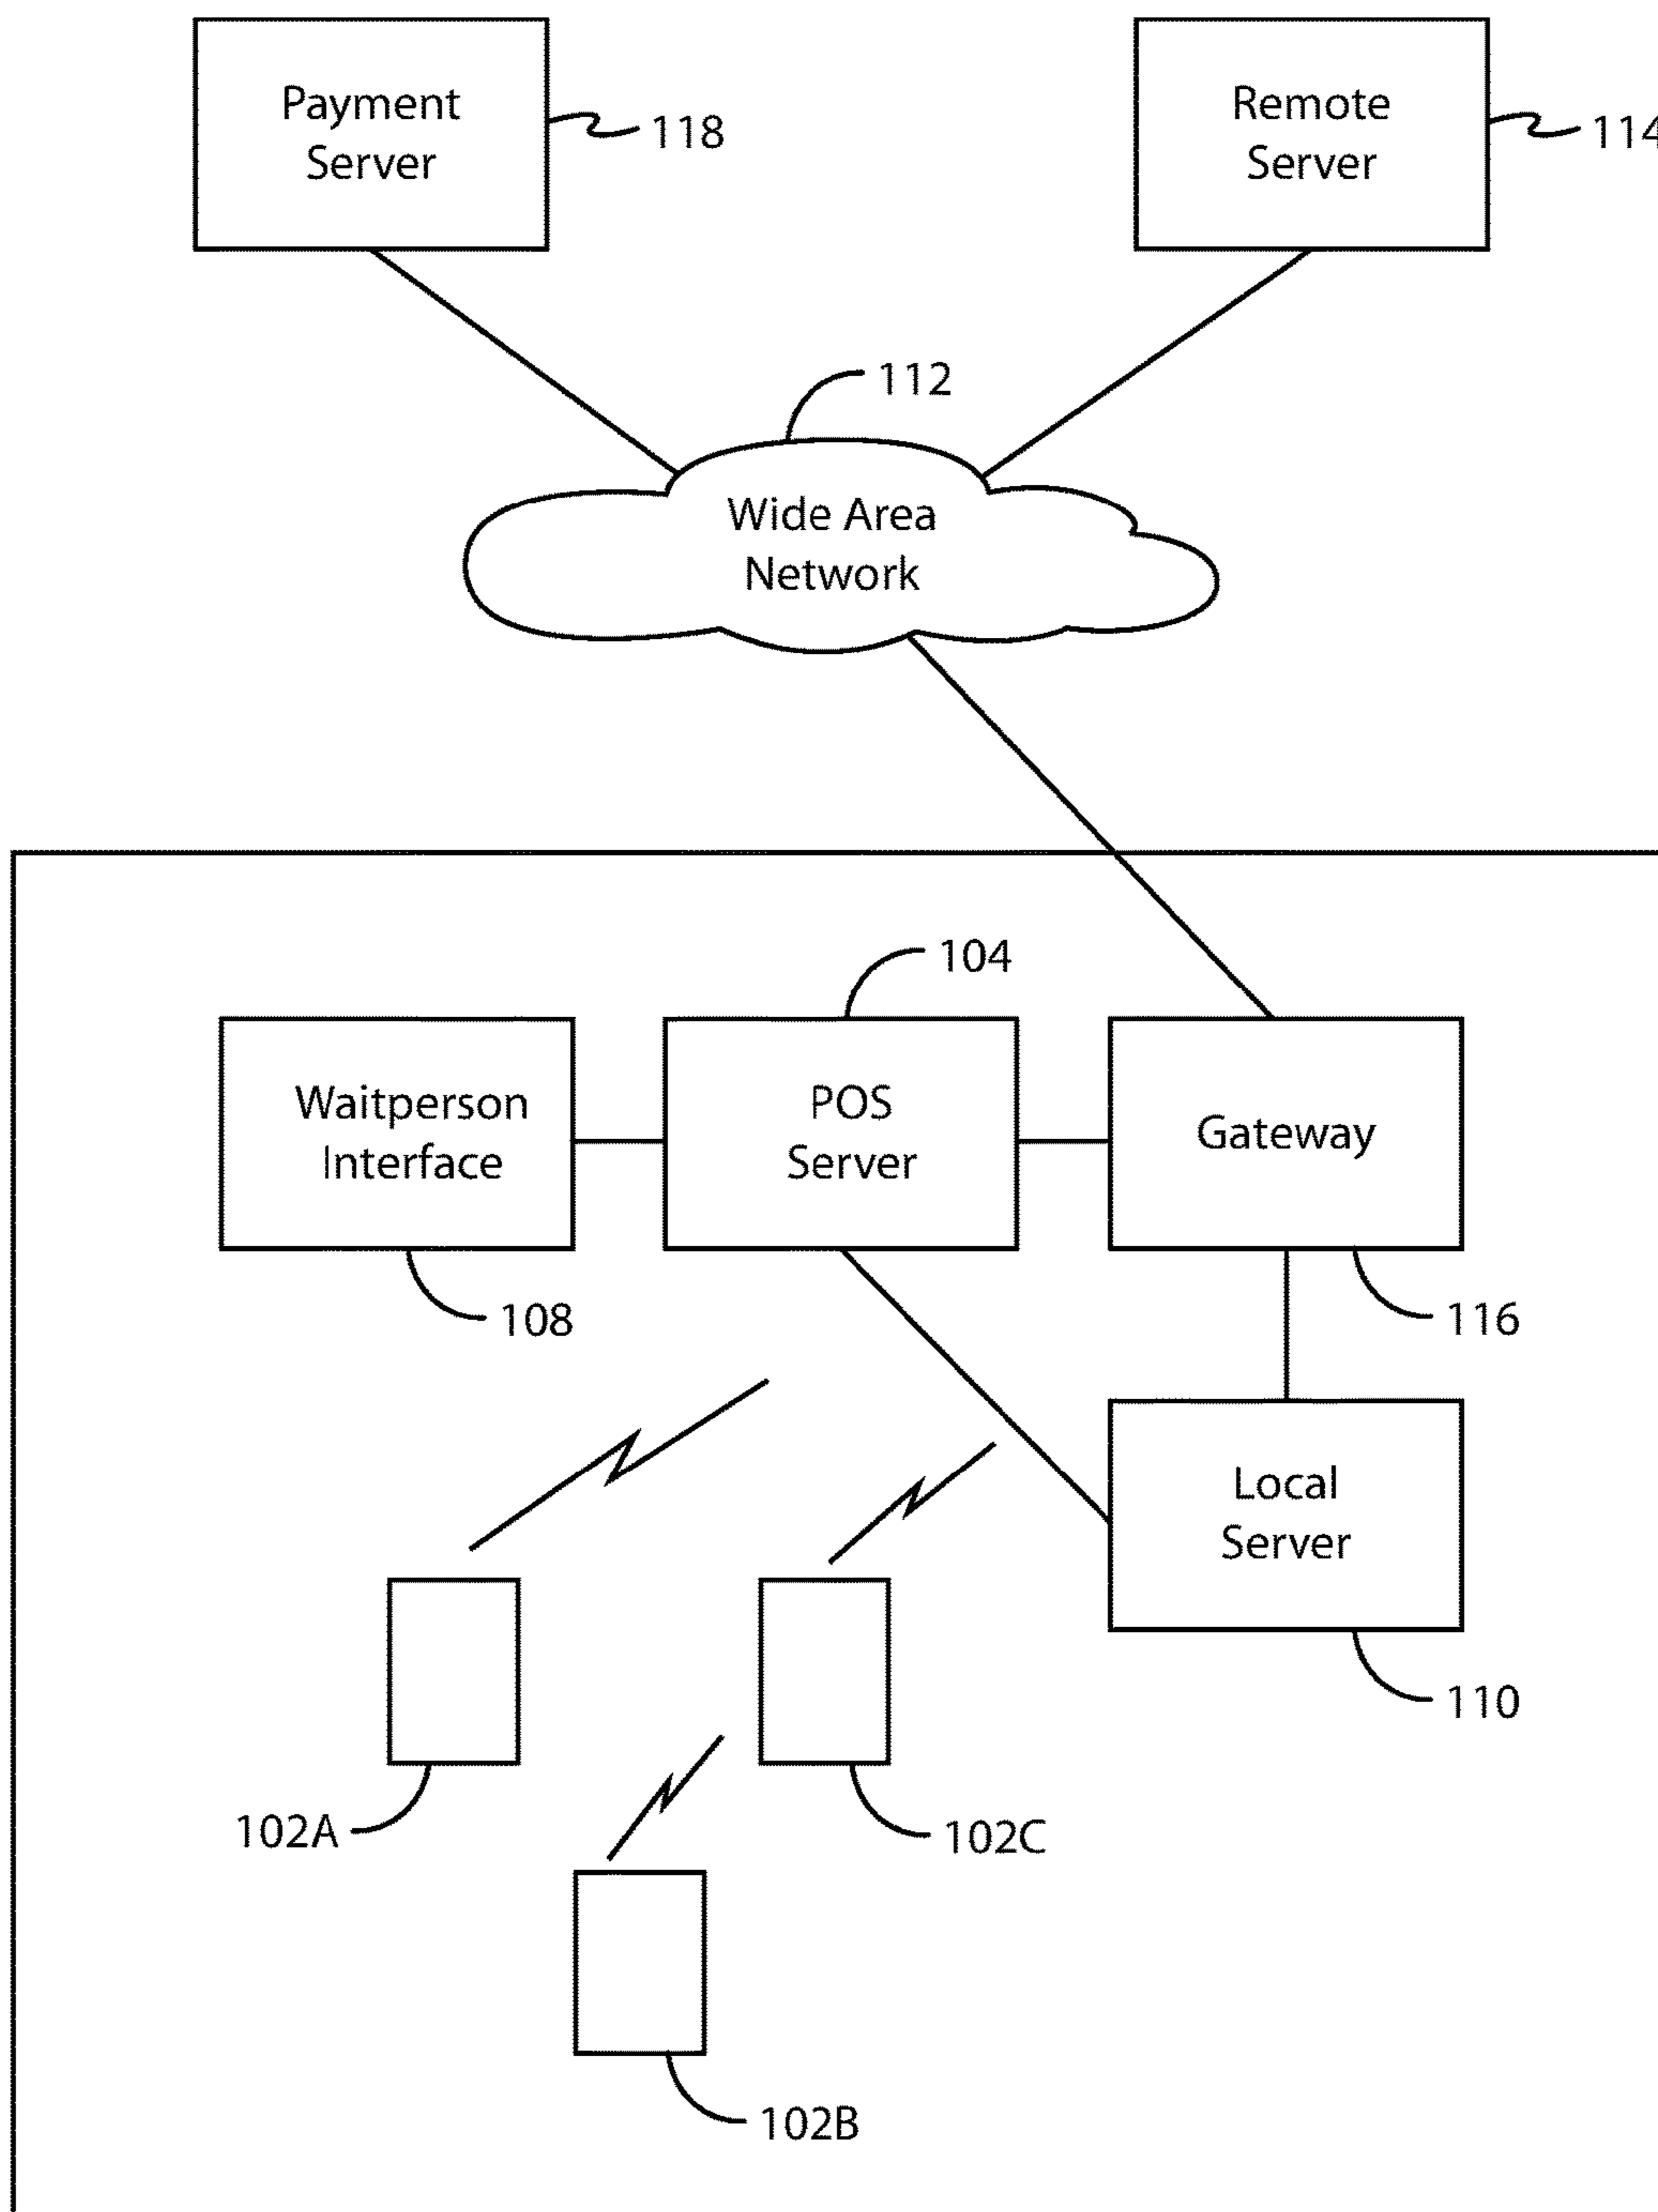 Payment
Server
118
Remote
Server
114
112
Wide Area
Network
104
Waitperson
Interface
POS
Server
Gateway
108
116
Local
Server
110
102A
102C
102B